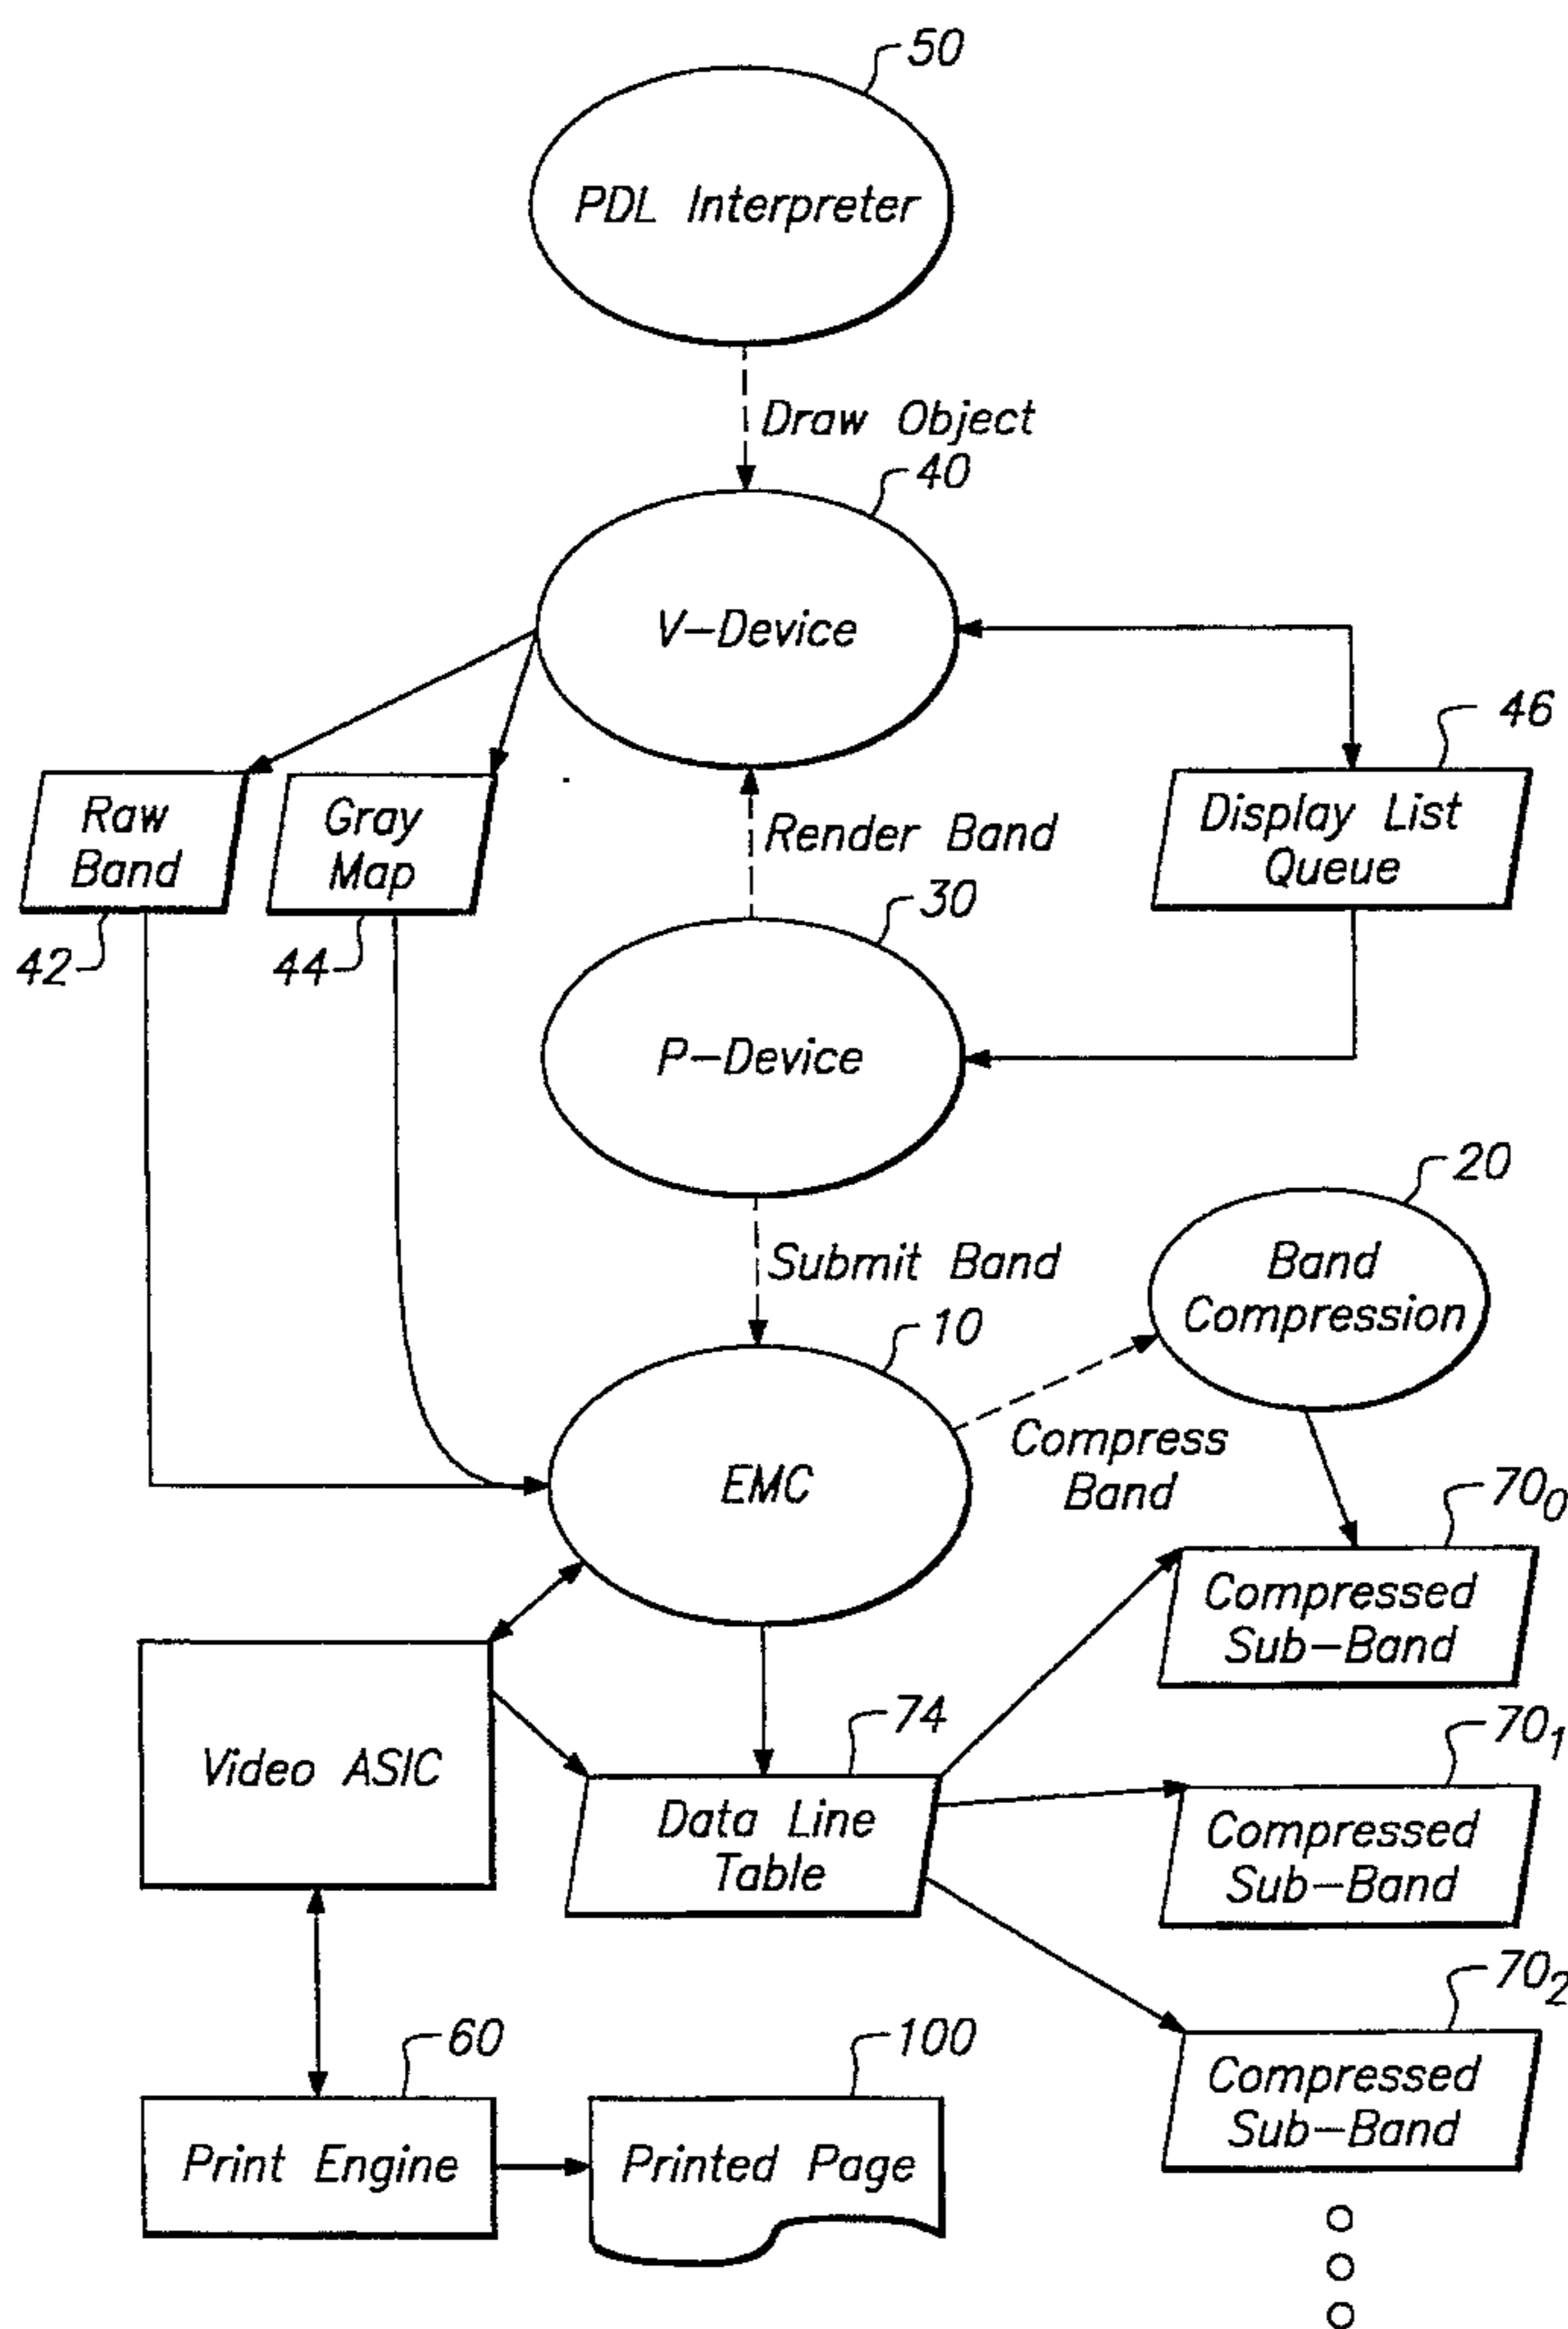 50
PDL Interpreter
Draw Object
40
V-Device
46
Raw
Band
Gray
Map
Render Band
Display List
Queue
42
44
30
P-Device
20
Submit Band
Band
Compression
10
Compress
Band
EMC
70₀
Compressed
Sub-Band
Video ASIC
74
70₁
Data Line
Table
Compressed
Sub-Band
70₂
60
100
Compressed
Sub-Band
Print Engine
Printed Page